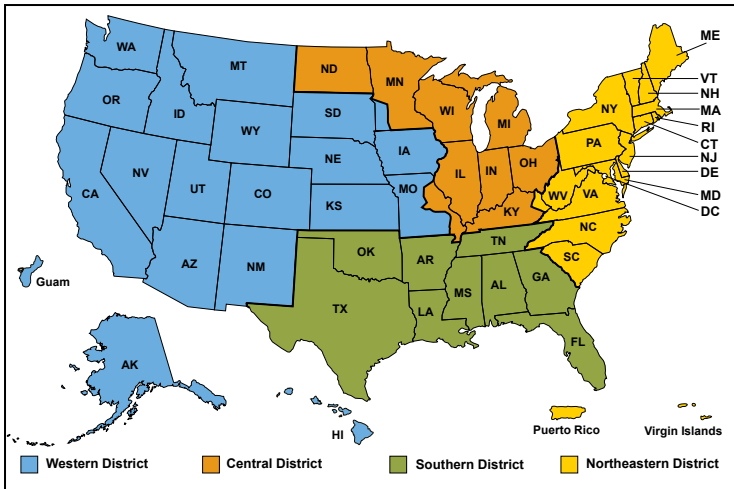 ME
WA
MT
ND
MN
VT
NH
OR
ID
SD
WI
NY
MA
MI
RI
WY
CT
PA
IA
NJ
NE
OH
DE
NV
IL
IN
UT
CO
MO
WV
VA
MD
CA
KS
KY
DC
NC
TN
OK
AR
SC
AZ
NM
MS
AL
GA
Guam
TX
LA
FL
AK
HI
Puerto Rico
Virgin Islands
Western District
Central District
Southern District
Northeastern District